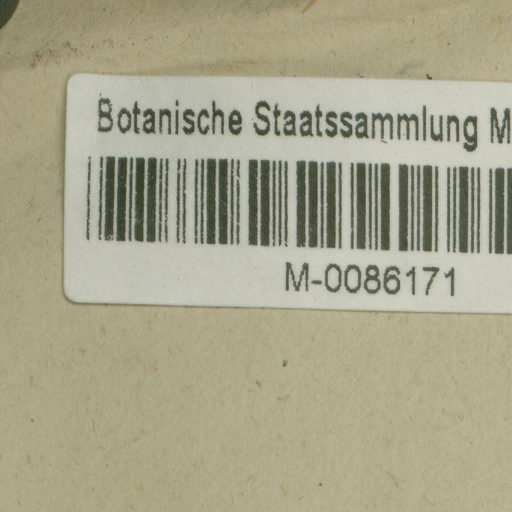 Botanische Staatssammlung M
M-0086171